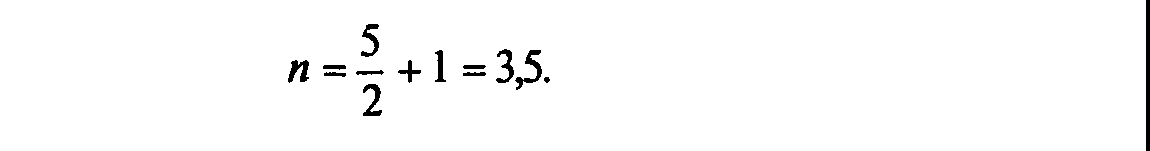 n = 5/2 + 1 = 3,5.